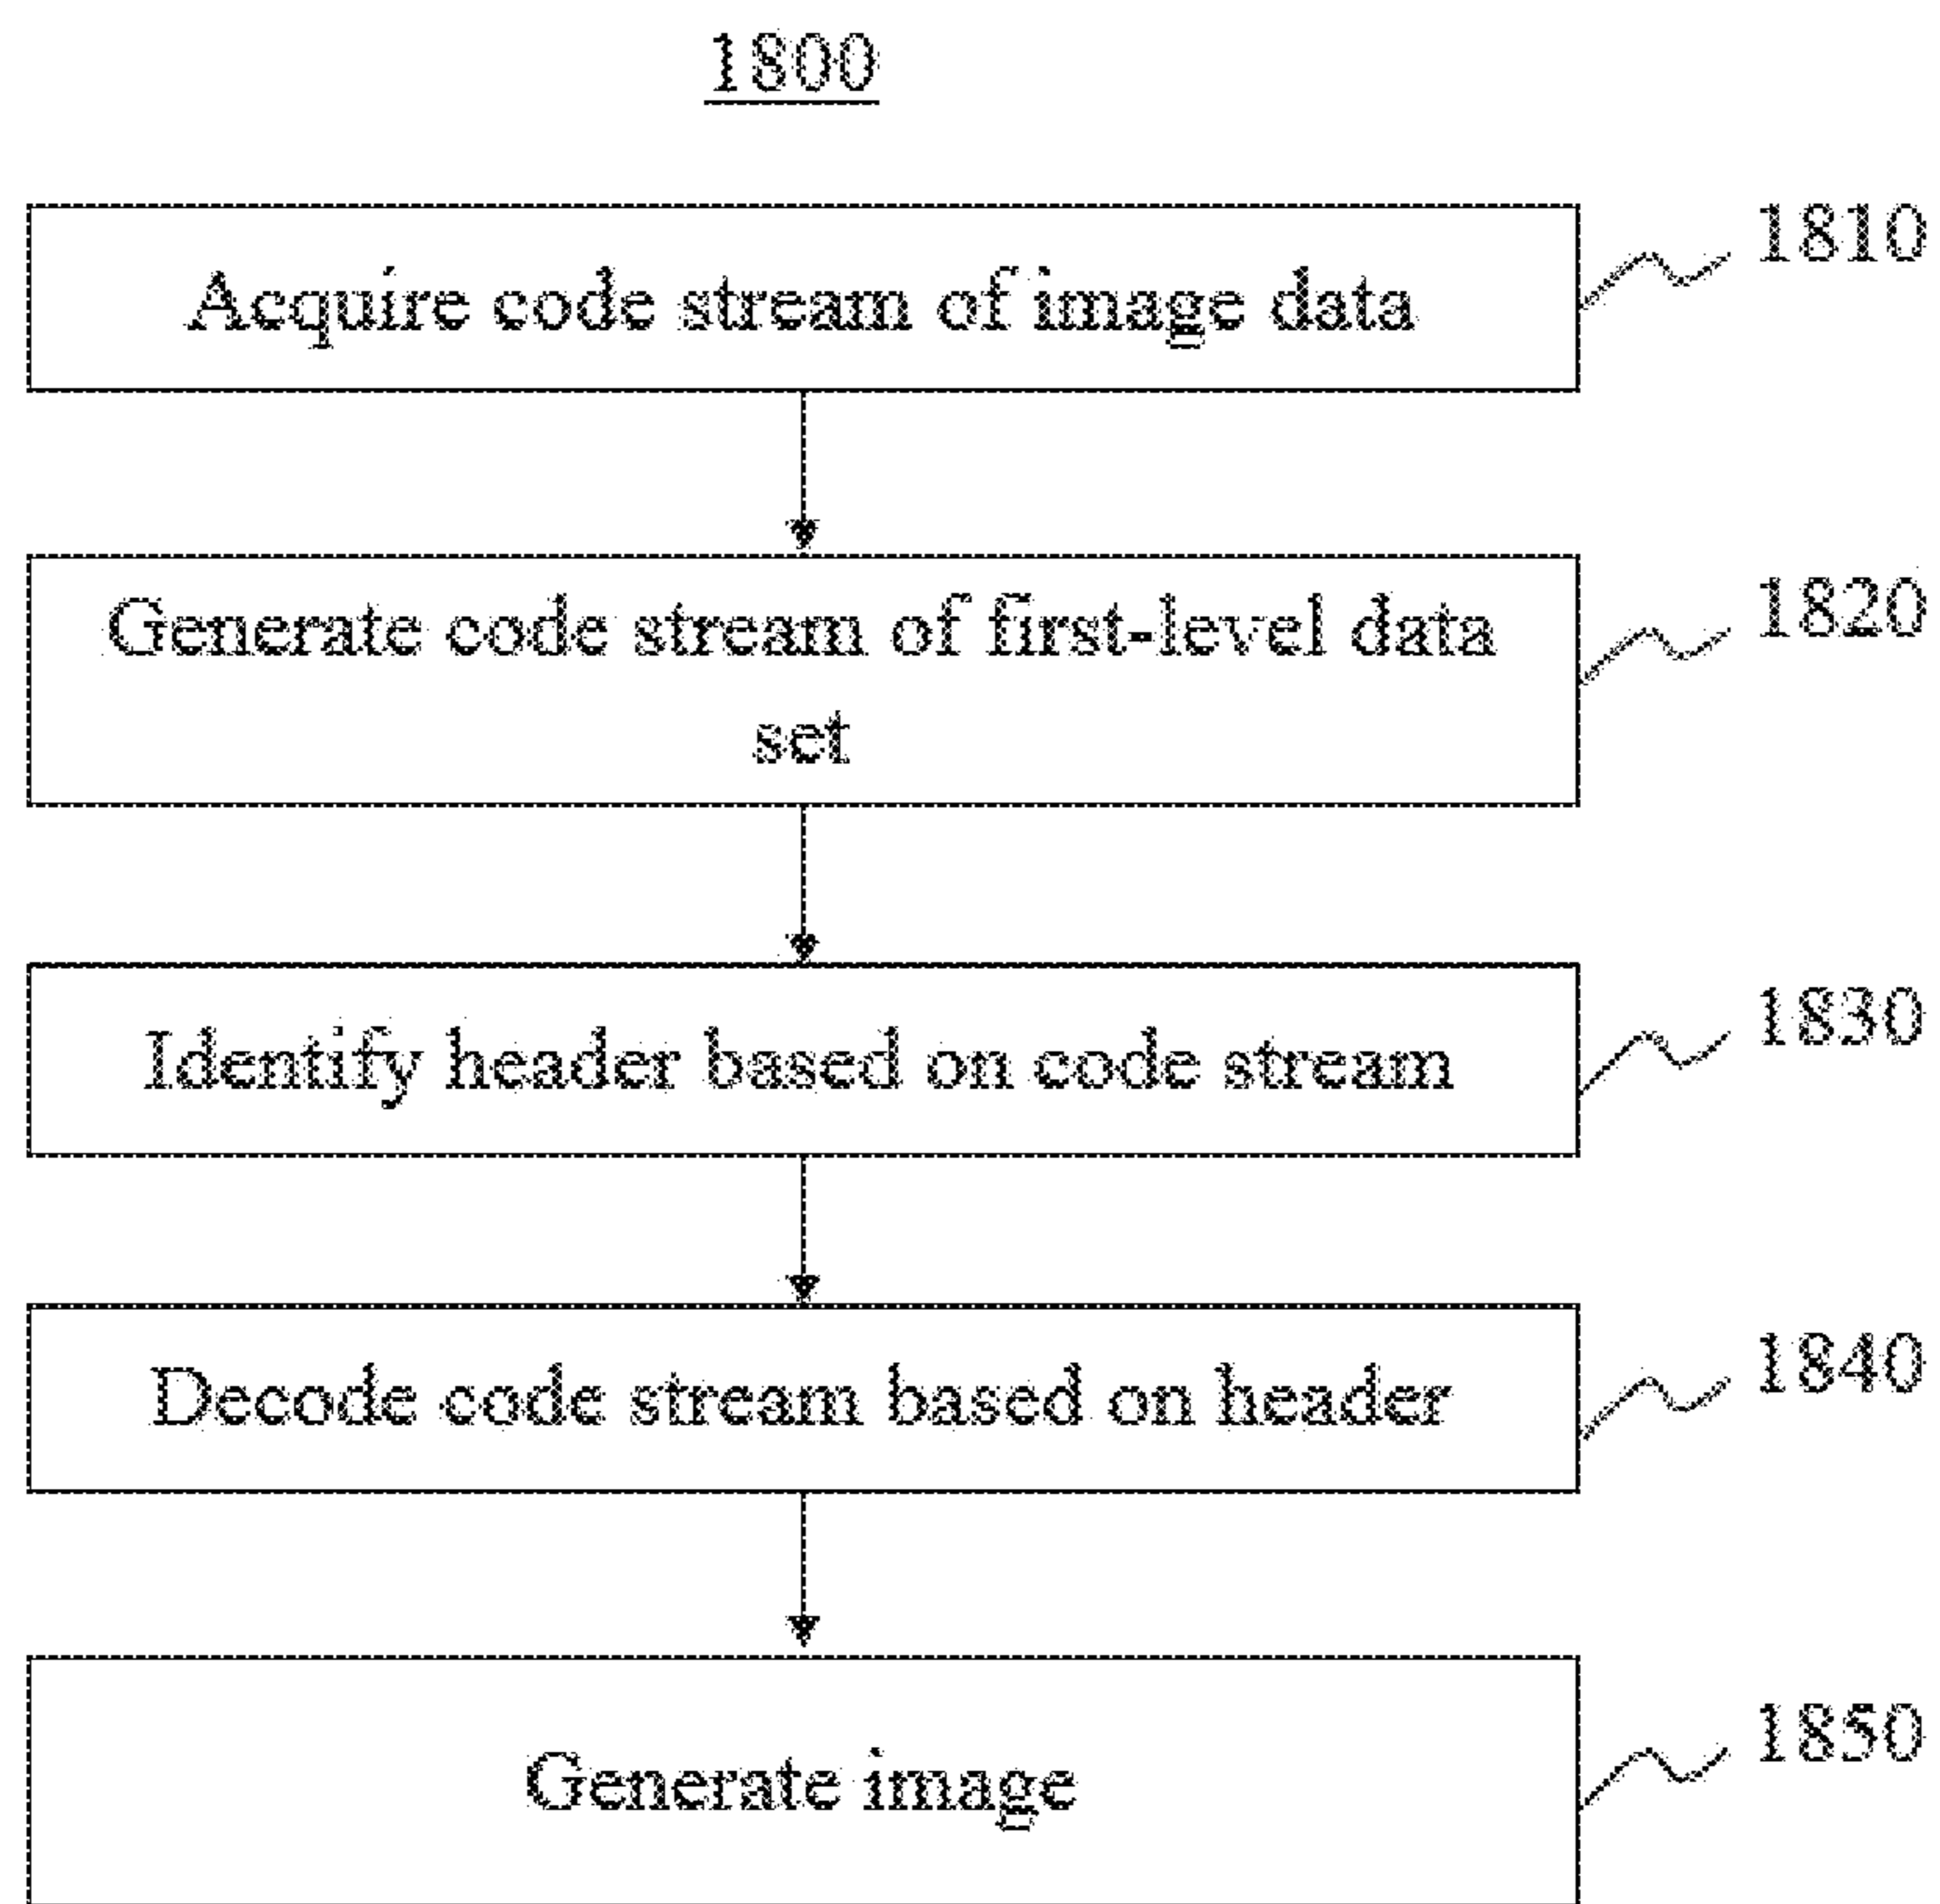 1800
Acquire code stream of image data
1810
Generate code stream of first-level data
set
1820
Identify header based on code stream
1830
Decode code stream based on header
1840
Generate image
1850